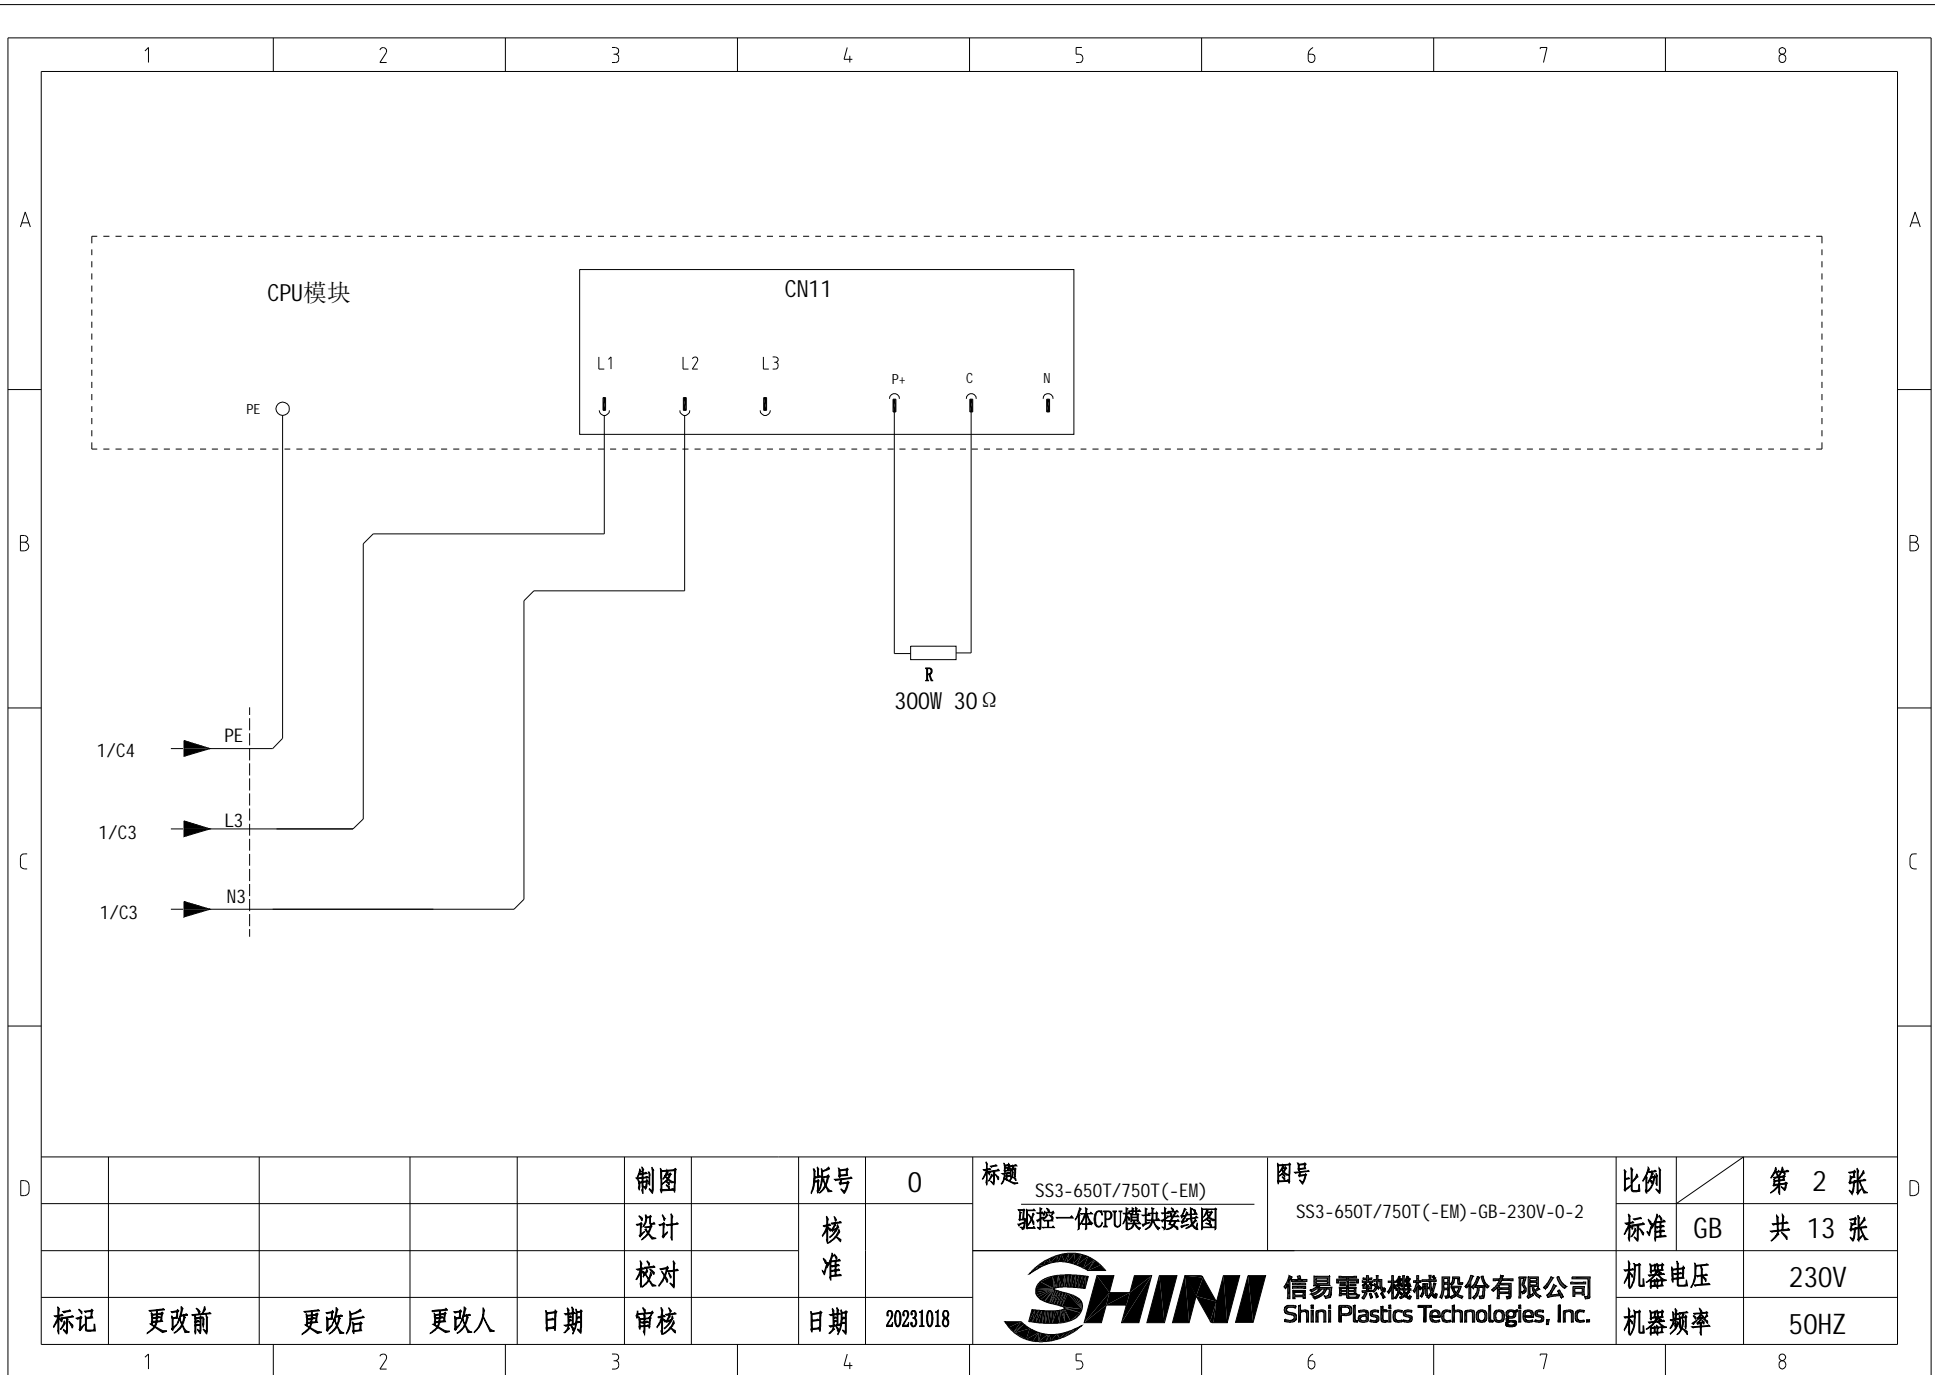 1 2 3 4 5 6 7 8
A A
CPU模块
CN11
L1 L2 L3
P+ C N
PE
B B
R
300W 30Ω
1/C4 PE
1/C3 L3
C C
1/C3 N3
D D
制图 版号 0
标题
SS3-650T/750T(-EM)
驱控一体CPU模块接线图
图号
SS3-650T/750T(-EM)-GB-230V-0-2
比例 第 2 张
设计 核准
标准 GB 共 13 张
校对
SHINI
信易電熱機械股份有限公司
Shini Plastics Technologies, Inc.
机器电压 230V
标记 更改前 更改后 更改人 日期 审核 日期 20231018
机器频率 50HZ
1 2 3 4 5 6 7 8